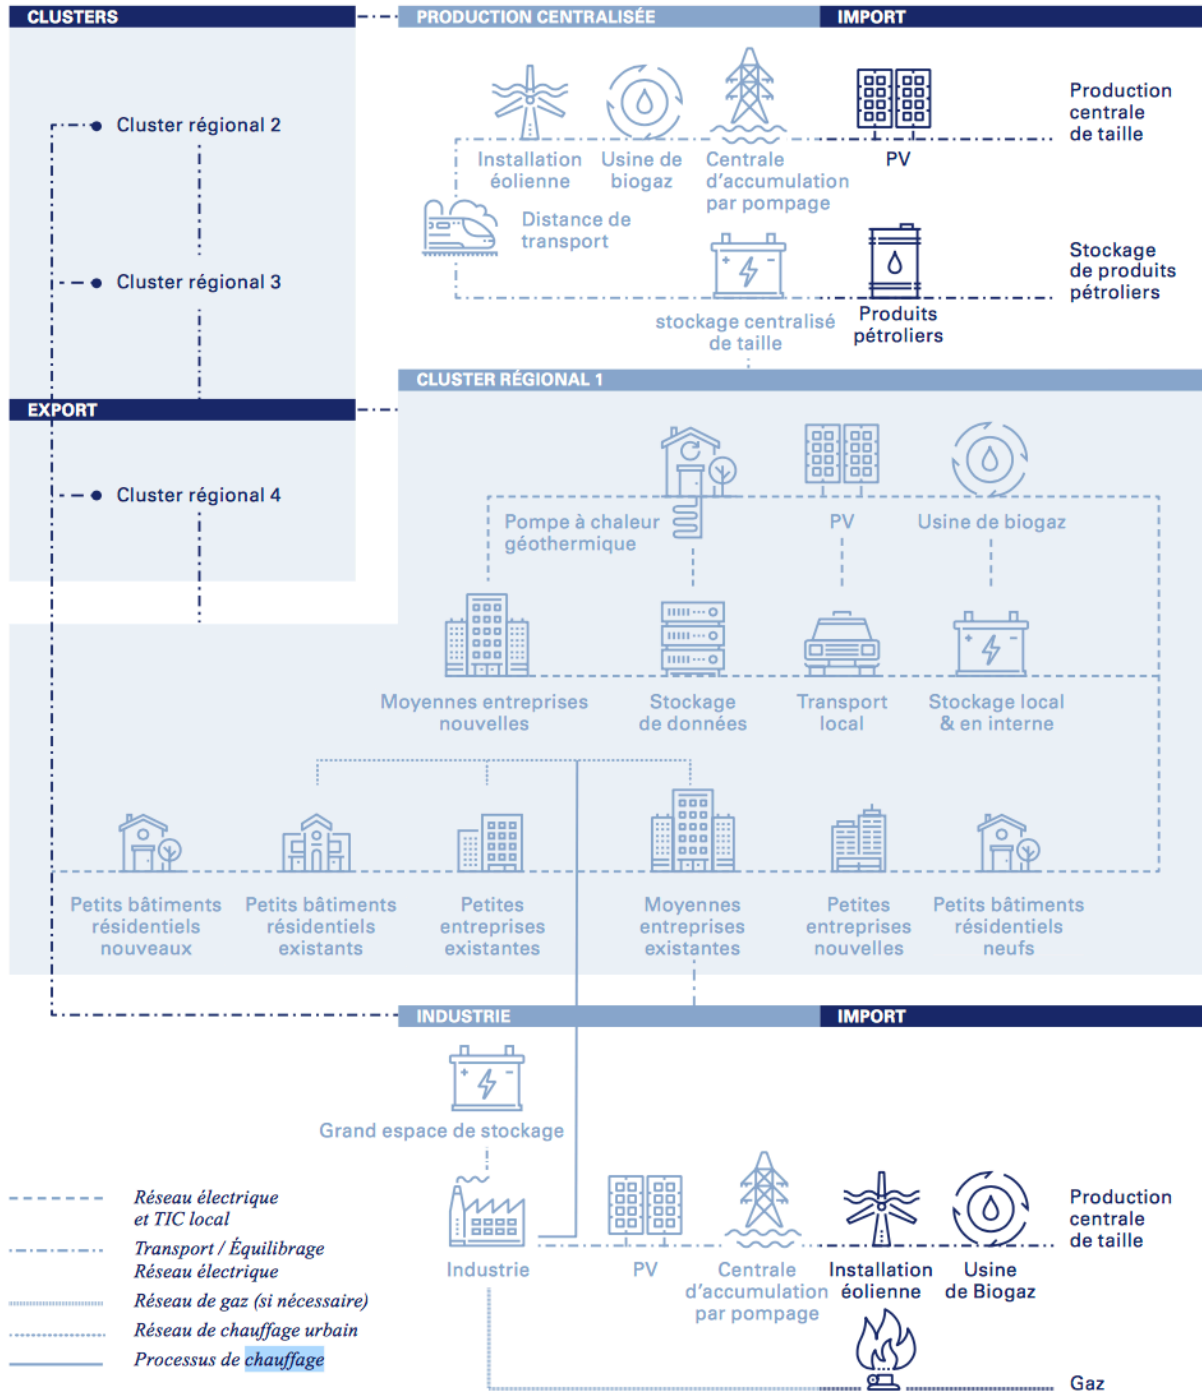 CLUSTERS
PRODUCTION CENTRALISÉE
IMPORT
Cluster régional 2
Cluster régional 3
Installation
éolienne
Usine de
biogaz
Centrale
d'accumulation
par pompage
PV
Production
centrale
de taille
Distance de
transport
stockage centralisé
de taille
Produits
pétroliers
Stockage
de produits
pétroliers
EXPORT
Cluster régional 4
CLUSTER RÉGIONAL 1
Pompe à chaleur
géothermique
PV
Usine de biogaz
Moyennes entreprises
nouvelles
Stockage
de données
Transport
local
Stockage local
& en interne
Petits bâtiments
résidentiels
nouveaux
Petits bâtiments
résidentiels
existants
Petites
entreprises
existantes
Moyennes
entreprises
existantes
Petites
entreprises
nouvelles
Petits bâtiments
résidentiels
neufs
INDUSTRIE
IMPORT
Grand espace de stockage
Industrie
PV
Centrale
d'accumulation
par pompage
Installation
éolienne
Usine
de Biogaz
Production
centrale
de taille
Gaz
Réseau électrique
et TIC local
Transport / Équilibrage
Réseau électrique
Réseau de gaz (si nécessaire)
Réseau de chauffage urbain
Processus de chauffage